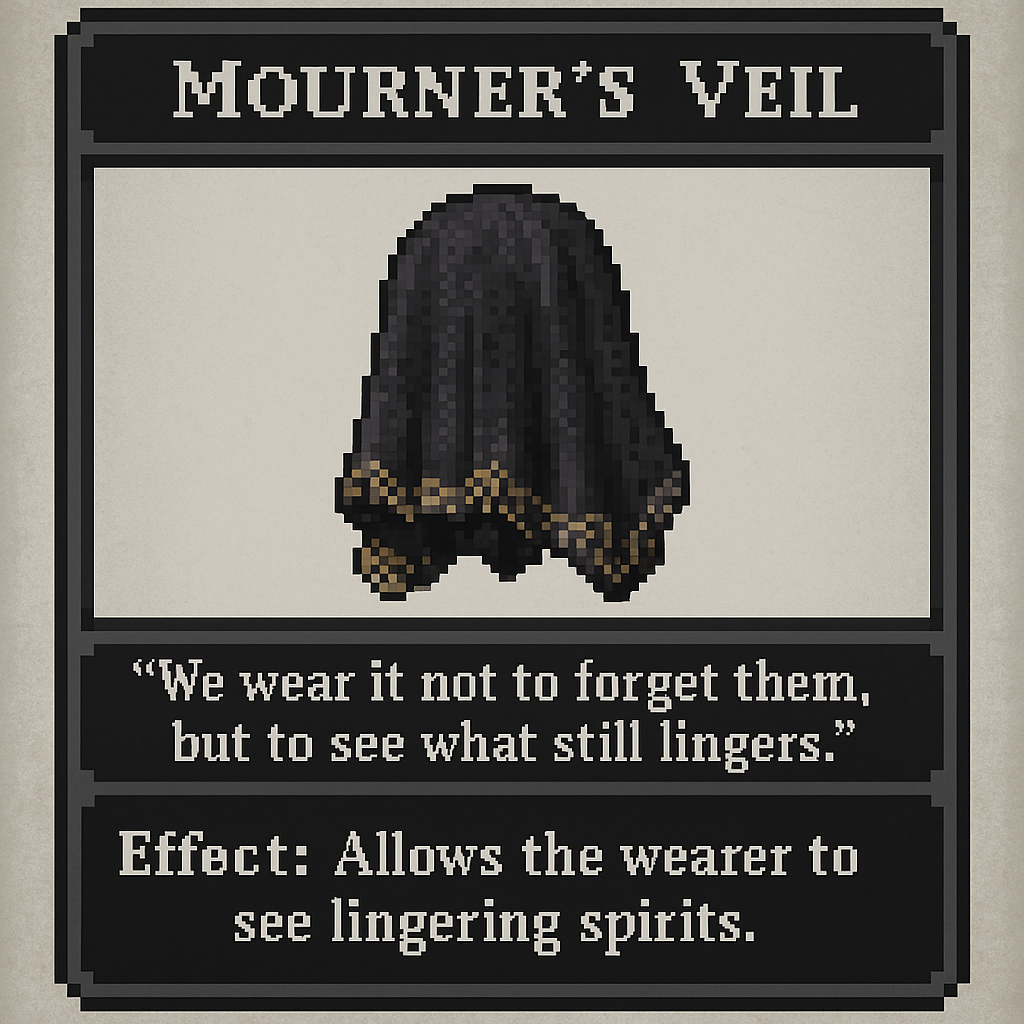 MOURNER’S VEIL
“We wear it not to forget them,
but to see what still lingers.”
Effect: Allows the wearer to
see lingering spirits.